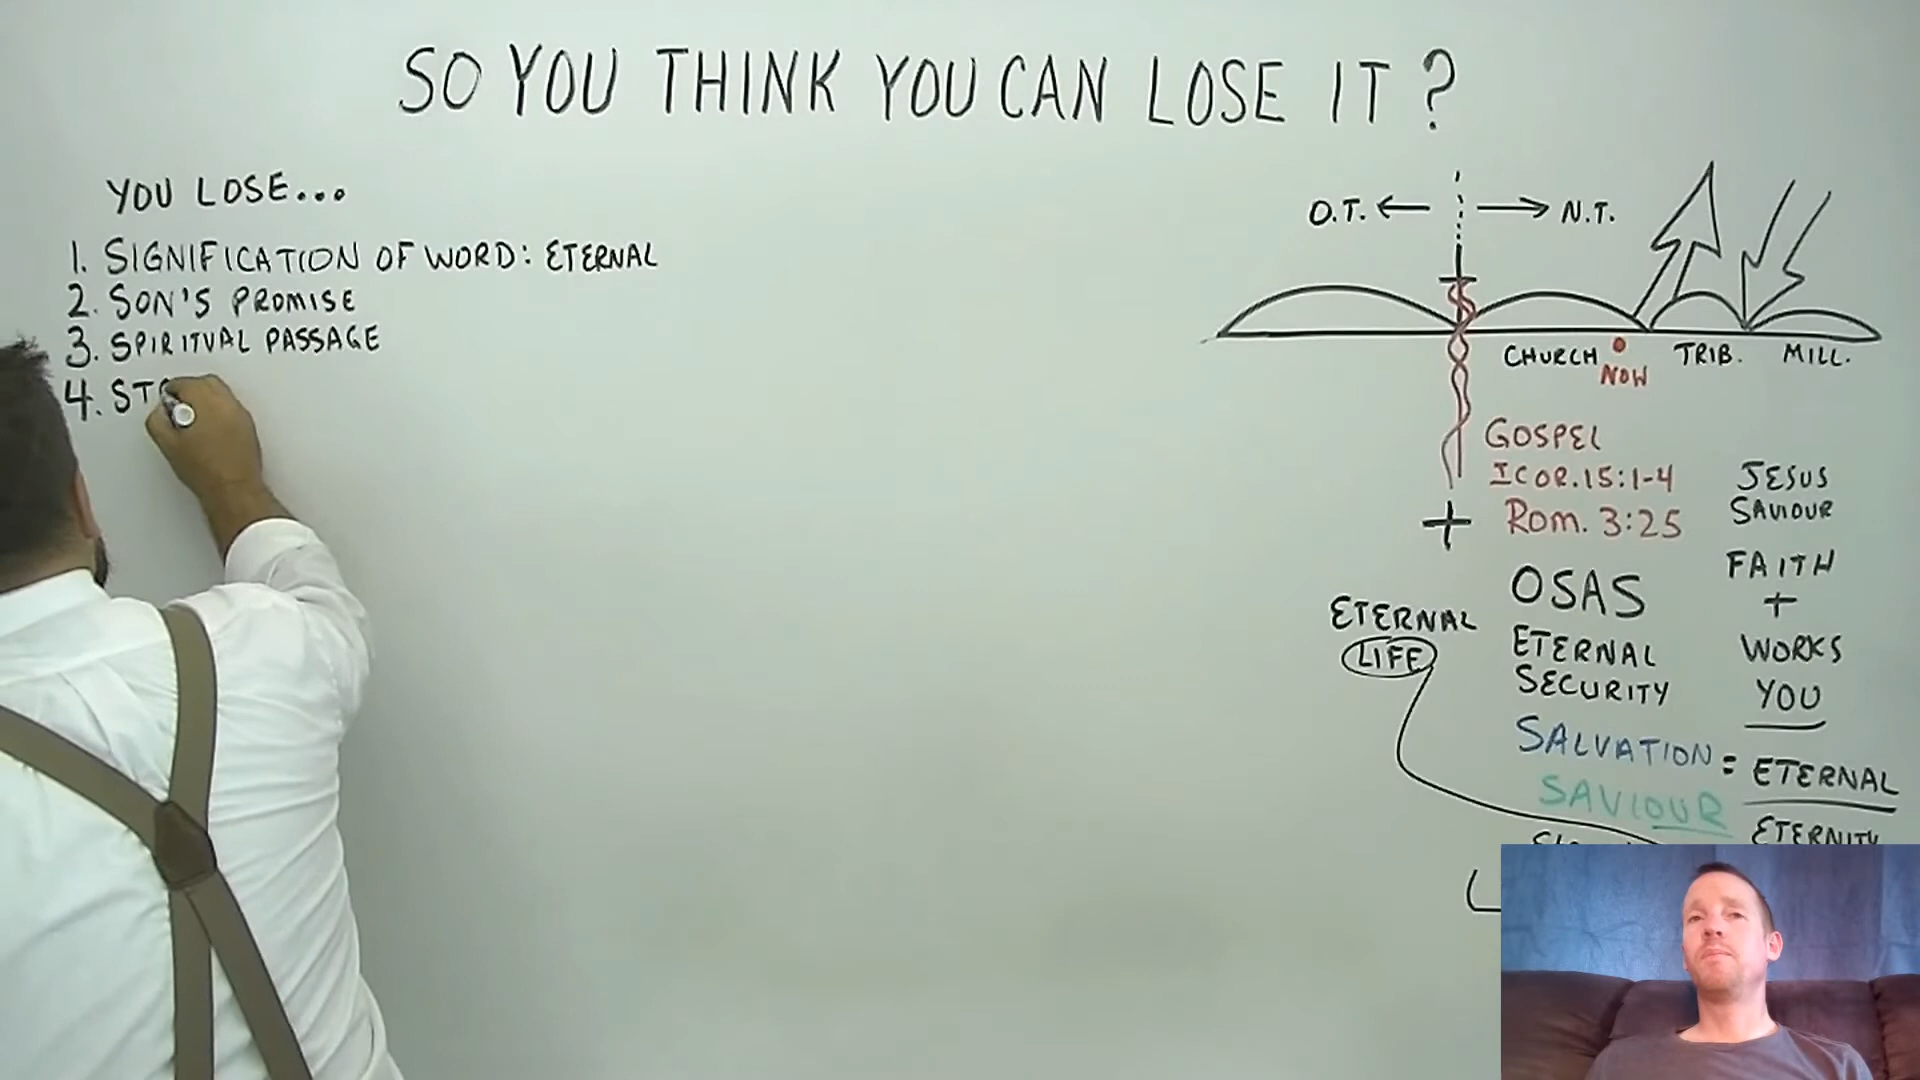 SO YOU THINK YOU CAN LOSE IT?
YOU LOSE...
1. SIGNIFICATION OF WORD: ETERNAL
2. SON'S PROMISE
3. SPIRITUAL PASSAGE
4. ST
O.T. ← → N.T.
CHURCH TRIB. MILL.
NOW
GOSPEL
I COR. 15:1-4
Rom. 3:25
JESUS
SAVIOUR
FAITH
+
WORKS
YOU
+
OSAS
ETERNAL
SECURITY
ETERNAL
LIFE
SALVATION = ETERNAL
SAVIOUR
ETERNITY